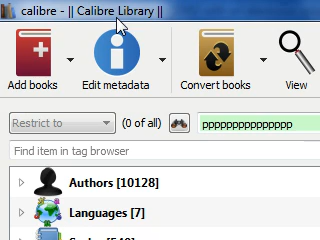 calibre - || Calibre Library ||
Add books Edit metadata Convert books View
Restrict to (0 of all) ppppppppppppppp
Find item in tag browser
Authors [10128]
Languages [7]